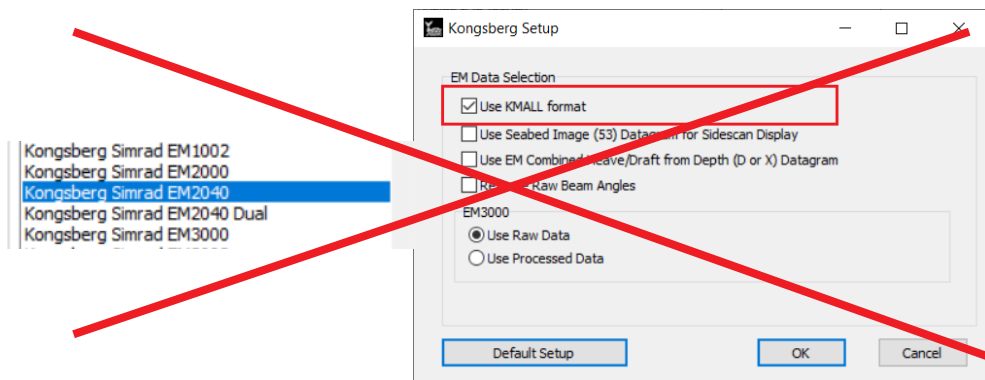 Kongsberg Setup
EM Data Selection
Use KMALL format
Use Seabed Image (53) Datagram for Sidescan Display
Use EM Combined Heave/Draft from Depth (D or X) Datagram
Raw Beam Angles
EM3000
Use Raw Data
Use Processed Data
Default Setup
OK
Cancel
Kongsberg Simrad EM1002
Kongsberg Simrad EM2000
Kongsberg Simrad EM2040
Kongsberg Simrad EM2040 Dual
Kongsberg Simrad EM3000